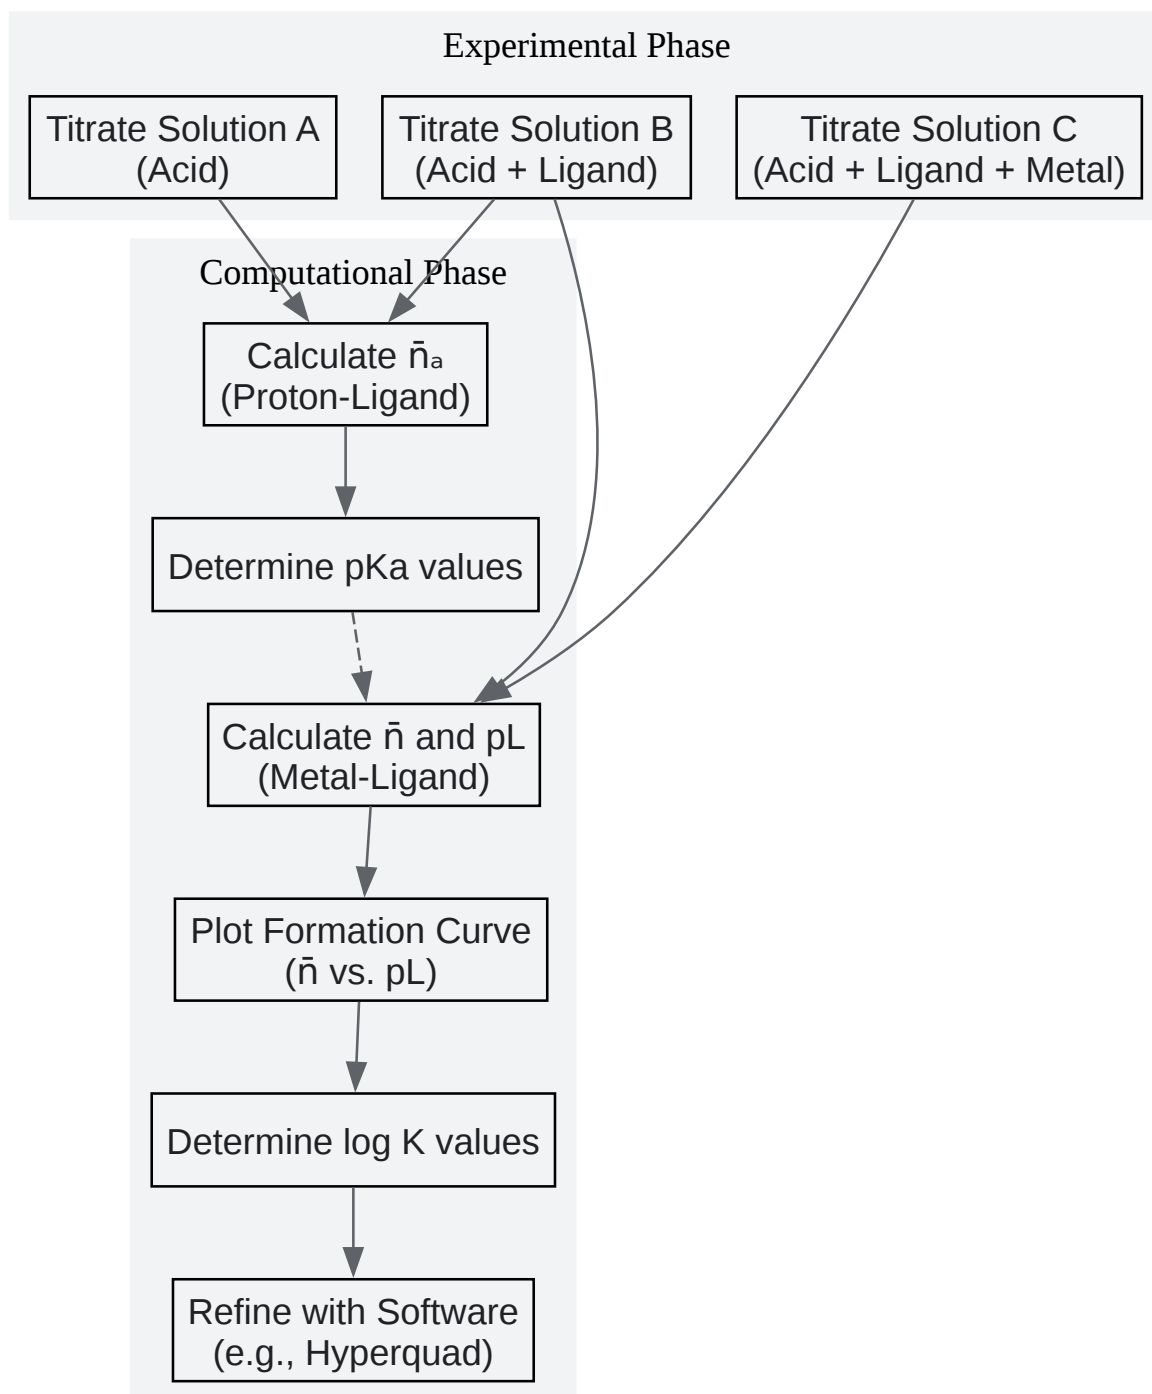 Experimental Phase
Titrate Solution A
(Acid)
Titrate Solution B
(Acid + Ligand)
Titrate Solution C
(Acid + Ligand + Metal)
Computational Phase
Calculate n̄ₐ
(Proton-Ligand)
Determine pKa values
Calculate n̄ and pL
(Metal-Ligand)
Plot Formation Curve
(n̄ vs. pL)
Determine log K values
Refine with Software
(e.g., Hyperquad)